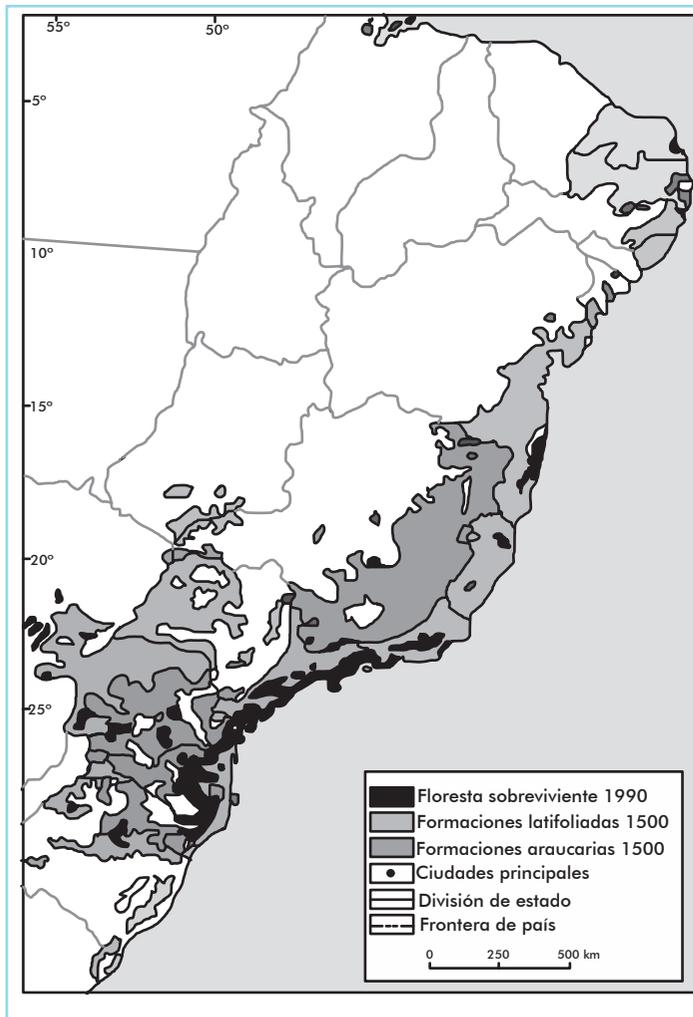 55°
50°
5°
10°
15°
20°
25°
Floresta sobreviviente 1990
Formaciones latifoliadas 1500
Formaciones araucarias 1500
Ciudades principales
División de estado
Frontera de país
0 250 500 km